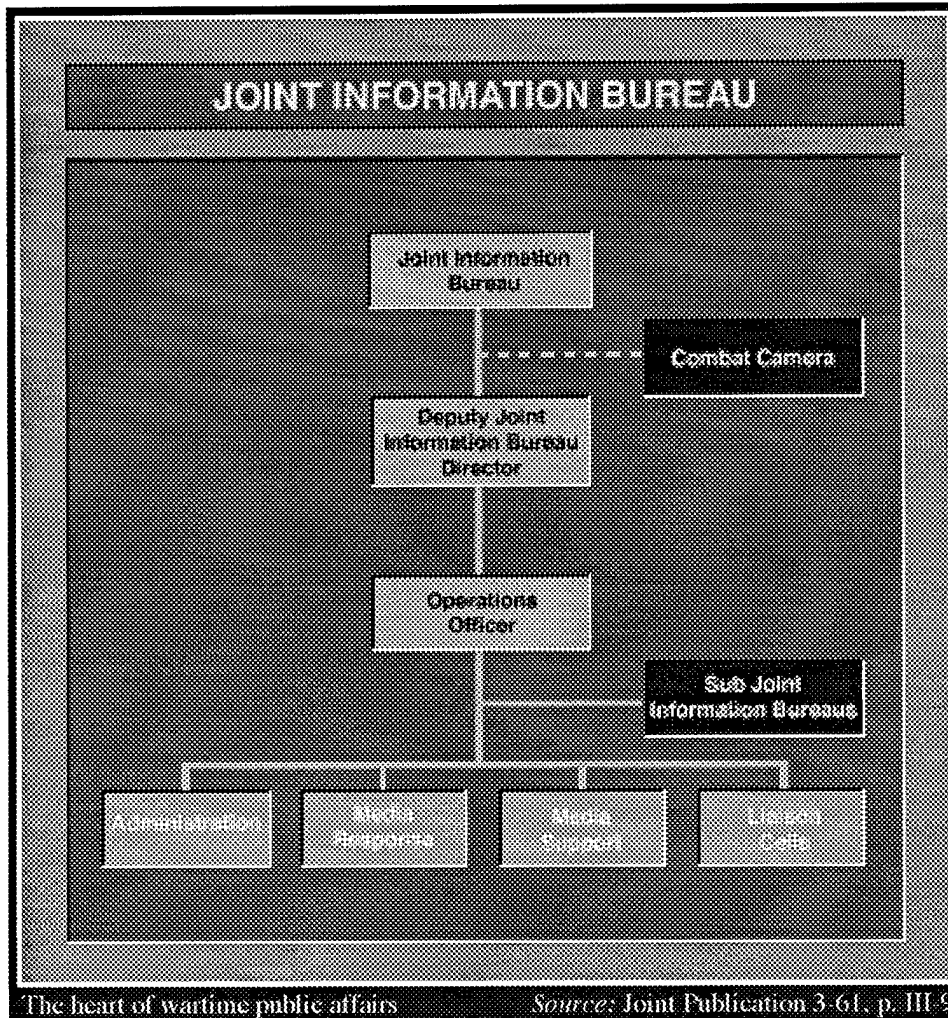 JOINT INFORMATION BUREAU
Joint Information
Bureau
Combat Camera
Deputy Joint
Information Bureau
Director
Operations
Officer
Sub Joint
Information Bureaus
Administration
Media
Response
Media
Support
Liaison
Cells
The heart of wartime public affairs
Source: Joint Publication 3-61, p. III-9